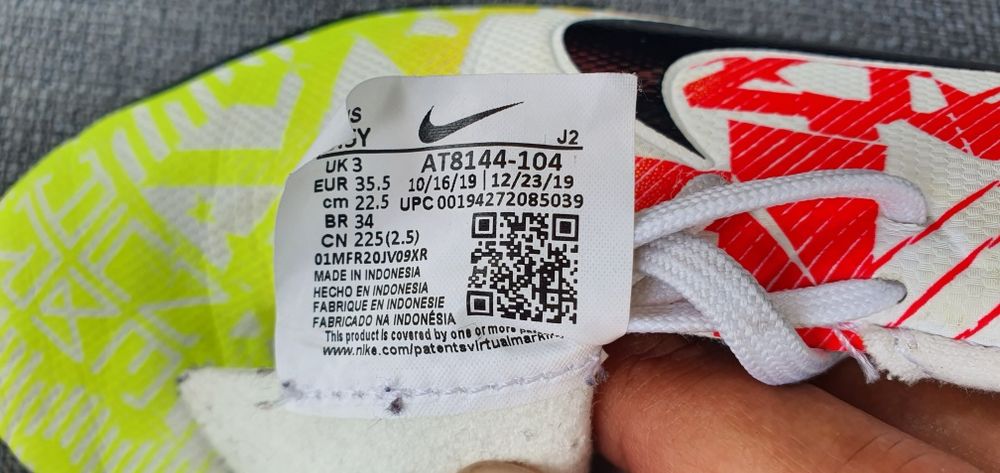 J2
UK 3
EUR 35.5
cm 22.5
BR 34
CN 225(2.5)
01MFR20JV09XR
AT8144-104
10/16/19 | 12/23/19
UPC 00194272085039
MADE IN INDONESIA
HECHO EN INDONESIA
FABRIQUE EN INDONESIE
FABRICADO NA INDONÉSIA
This product is covered by one or more
www.nike.com/patentsvirtualmarkin